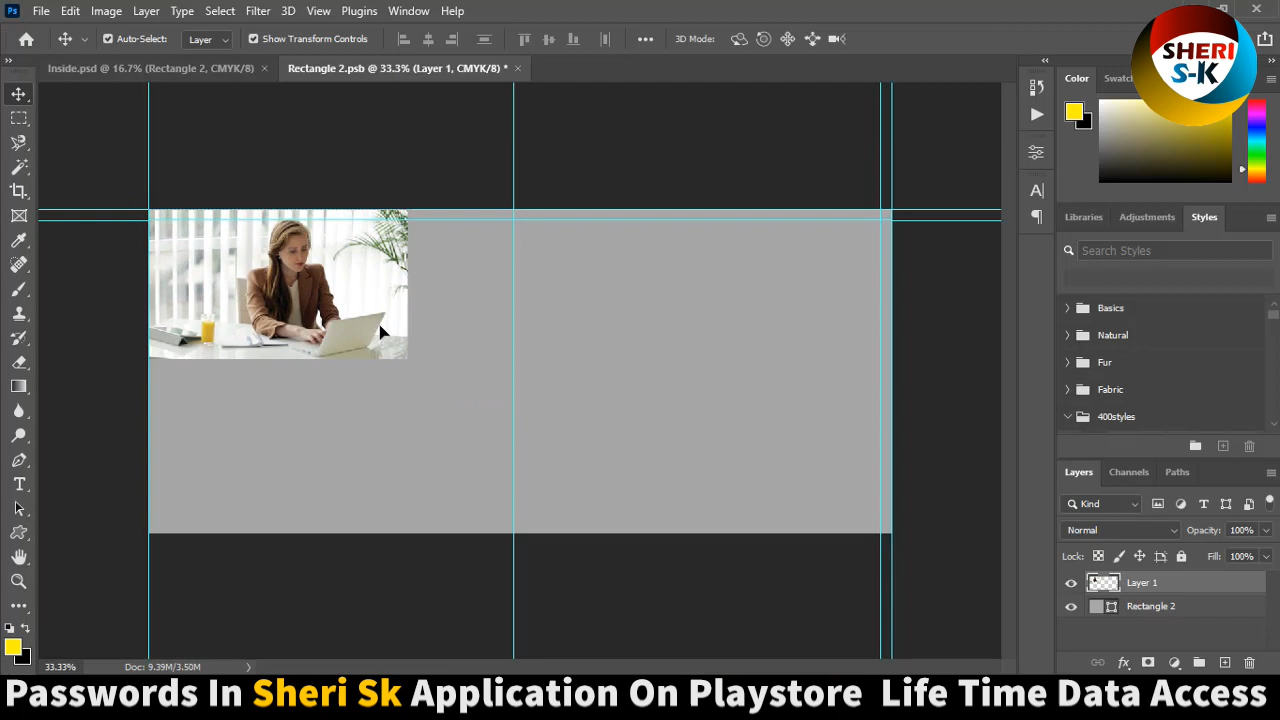 Ps File Edit Image Layer Type Select Filter 3D View Plugins Window Help
Auto-Select: Layer Show Transform Controls 3D Mode:
Inside.psd @ 16.7% (Rectangle 2, CMYK/8) × Rectangle 2.psb @ 33.3% (Layer 1, CMYK/8) * ×
SHERI
S-K
Color Swatc
Libraries Adjustments Styles
Search Styles
Basics
Natural
Fur
Fabric
400styles
Layers Channels Paths
Kind
Normal Opacity: 100%
Lock: Fill: 100%
Layer 1
Rectangle 2
33.33% Doc: 9.39M/3.50M
Passwords In Sheri Sk Application On Playstore Life Time Data Access